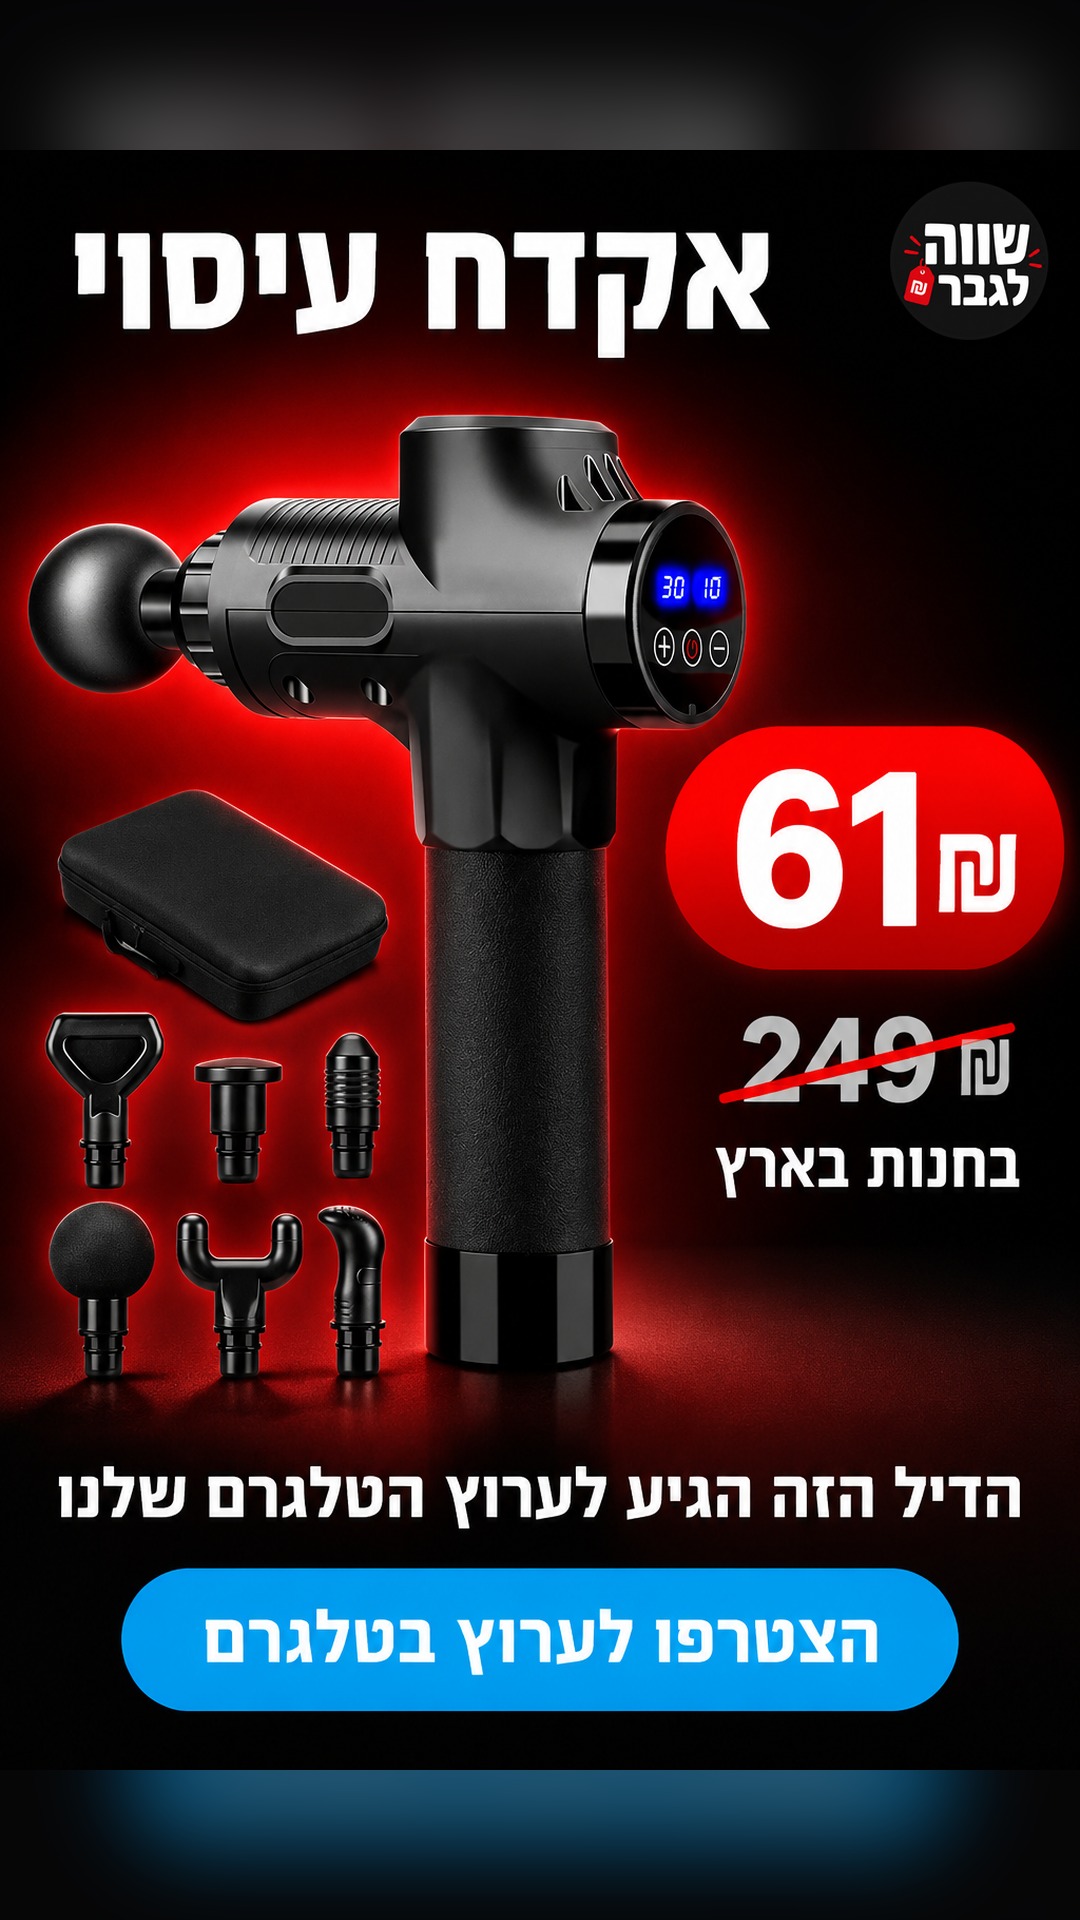 אקדח עיסוי
שווה
לגבר
₪
30 10
61₪
249 ₪
בחנות בארץ
הדיל הזה הגיע לערוץ הטלגרם שלנו
הצטרפו לערוץ בטלגרם